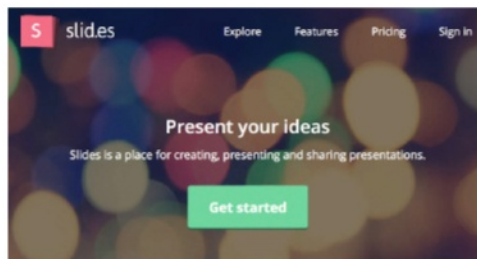 S slid.es Explore Features Pricing Sign in
Present your ideas
Slides is a place for creating, presenting and sharing presentations.
Get started